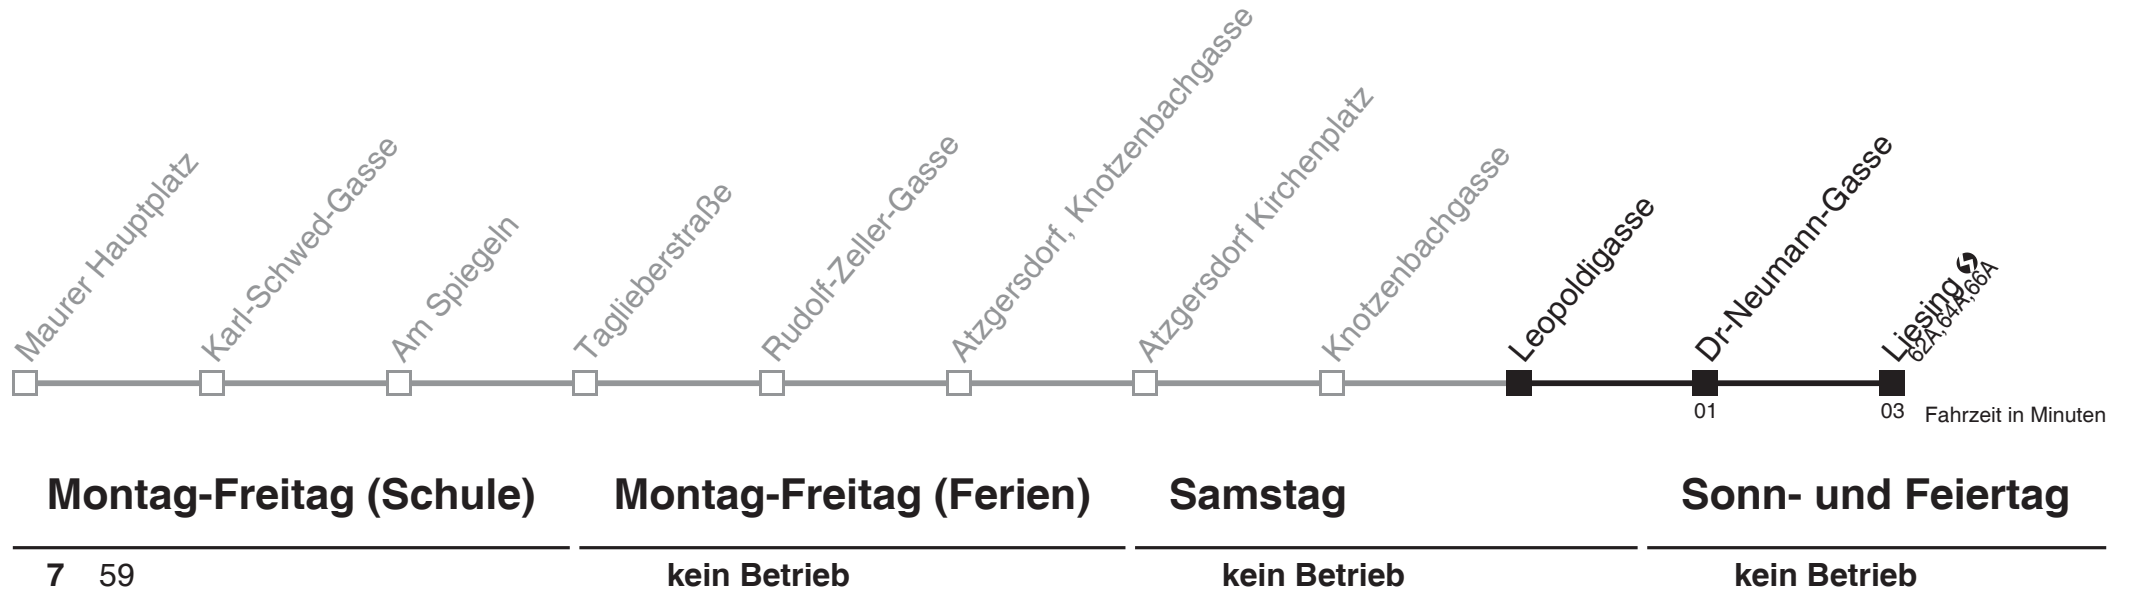 Maurer Hauptplatz
Karl-Schwed-Gasse
Am Spiegeln
Taglieberstraße
Rudolf-Zeller-Gasse
Atzgersdorf, Knotzenbachgasse
Atzgersdorf Kirchenplatz
Knotzenbachgasse
Leopoldigasse
Dr-Neumann-Gasse
Liesing
62A,64A,66A
01
03
Fahrzeit in Minuten
Montag-Freitag (Schule)
Montag-Freitag (Ferien)
Samstag
Sonn- und Feiertag
7 59
kein Betrieb
kein Betrieb
kein Betrieb